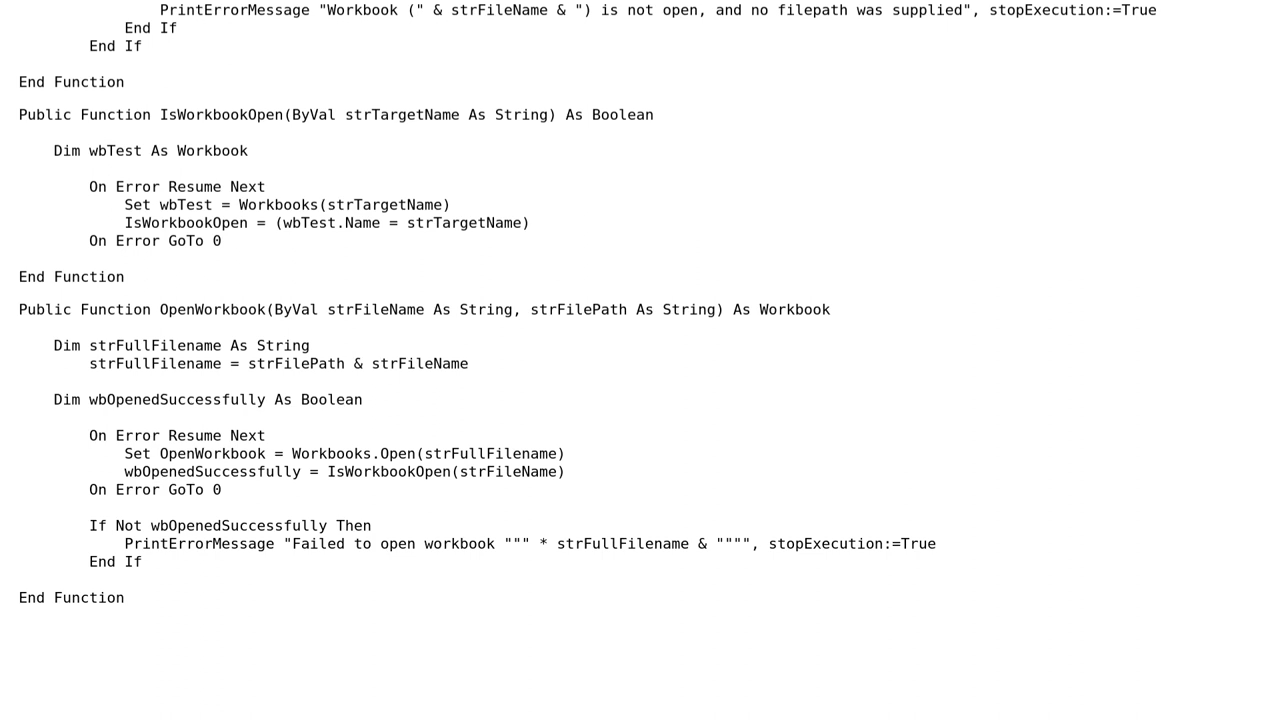 PrintErrorMessage "Workbook (" & strFileName & ") is not open, and no filepath was supplied", stopExecution:=True
End If
End If
End Function
Public Function IsWorkbookOpen(ByVal strTargetName As String) As Boolean
Dim wbTest As Workbook
On Error Resume Next
Set wbTest = Workbooks(strTargetName)
IsWorkbookOpen = (wbTest.Name = strTargetName)
On Error GoTo 0
End Function
Public Function OpenWorkbook(ByVal strFileName As String, strFilePath As String) As Workbook
Dim strFullFilename As String
strFullFilename = strFilePath & strFileName
Dim wbOpenedSuccessfully As Boolean
On Error Resume Next
Set OpenWorkbook = Workbooks.Open(strFullFilename)
wbOpenedSuccessfully = IsWorkbookOpen(strFileName)
On Error GoTo 0
If Not wbOpenedSuccessfully Then
PrintErrorMessage "Failed to open workbook """ * strFullFilename & """", stopExecution:=True
End If
End Function